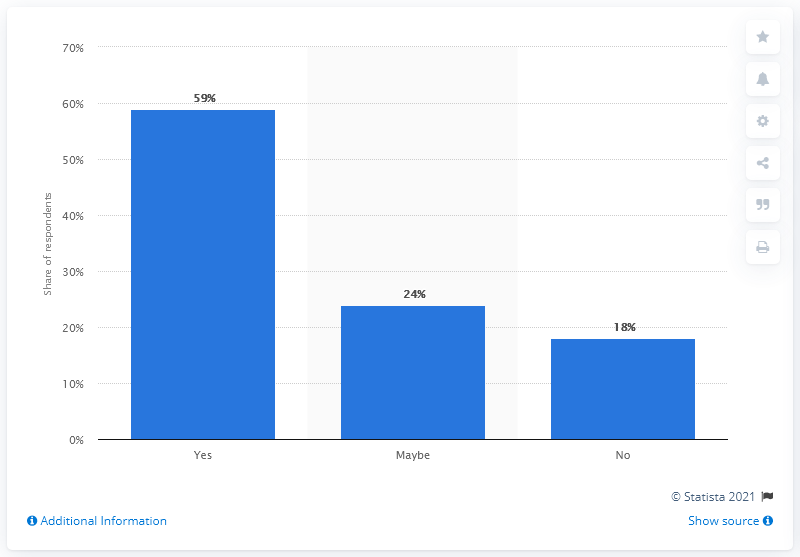 70%
60%
50%
40%
30%
20%
10%
0%
Share of respondents
59%
24%
18%
Yes
Maybe
No
© Statista 2021
Additional Information
Show source